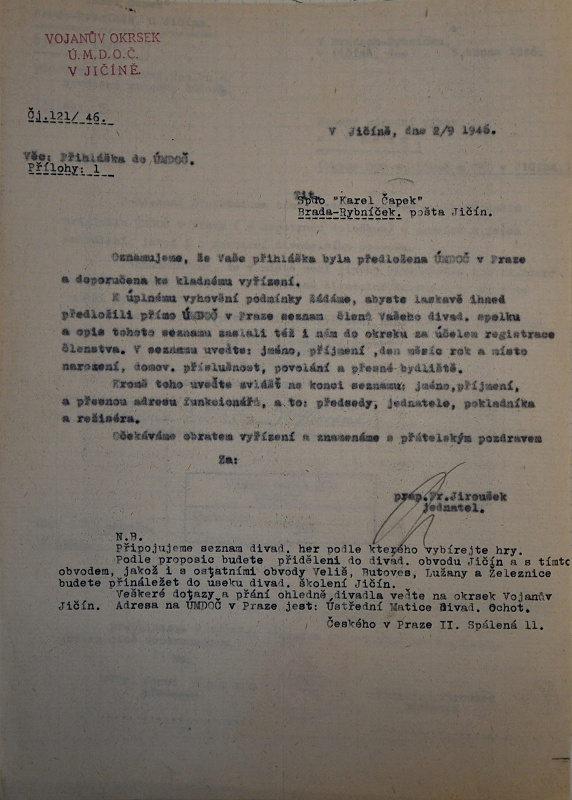 VOJANŮV OKRSEK
Ú.M.D.O.Č.
V JIČÍNĚ.
Čj.121/ 46.
V Jičíně, dne 2/9 1946.
Věc: Přihláška do ÚMDOČ.
Přílohy: 1
Tit.
Spdo "Karel Čapek"
Brada-Rybníček. pošta Jičín.
Oznamujeme, že Vaše přihláška byla předložena ÚMDOČ v Praze
a doporučena ke kladnému vyřízení.
K úplnému vyhovění podmínky žádáme, abyste laskavě ihned
předložili přímo ÚMDOČ v Praze seznam členů Vašeho divad. spolku
a opis tohoto seznamu zaslali též i nám do okrsku za účelem registrace
členstva. V seznamu uveďte: jméno, příjmení ,den měsíc rok a místo
narození, domov. příslušnost, povolání a přesné bydliště.
Kromě toho uveďte zvlášť na konci seznamu: jméno,příjmení,
a přesnou adresu funkcionářů, a to: předsedy, jednatele, pokladníka
a režiséra.
Očekáváme obratem vyřízení a znamenáme s přátelským pozdravem
Za:
prap.Fr.Jiroušek
jednatel.
N.B.
Připojujeme seznam divad. her podle kterého vybírejte hry.
Podle proposic budete přiděleni do divad. obvodu Jičín a s tímto
obvodem, jakož i s ostatními obvody Veliš, Butoves, Lužany a Železnice
budete přináležet do úseku divad. školení Jičín.
Veškeré dotazy a přání ohledně divadla veďte na okrsek Vojanův
Jičín. Adresa na ÚMDOČ v Praze jest: Ústřední Matice divad. Ochot.
Českého v Praze II. Spálená 11.